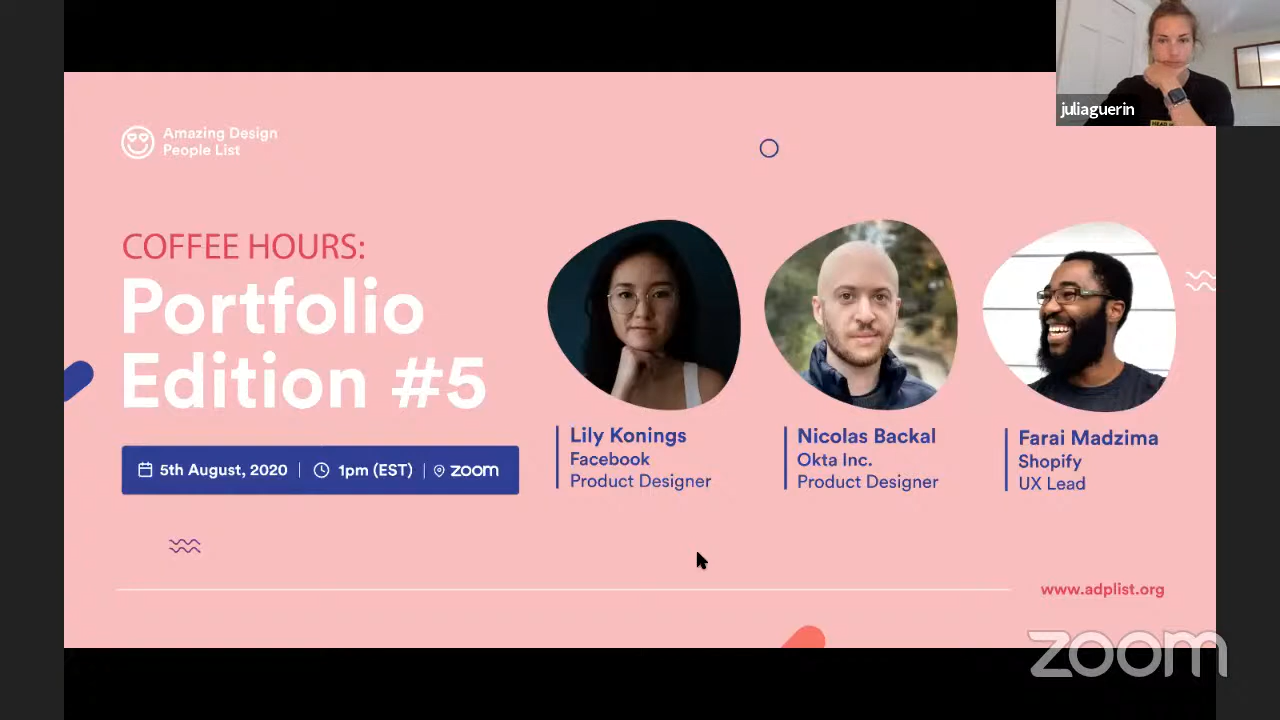 juliaguerin
Amazing Design
People List
COFFEE HOURS:
Portfolio
Edition #5
5th August, 2020 | 1pm (EST) | zoom
Lily Konings
Facebook
Product Designer
Nicolas Backal
Okta Inc.
Product Designer
Farai Madzima
Shopify
UX Lead
www.adplist.org
zoom